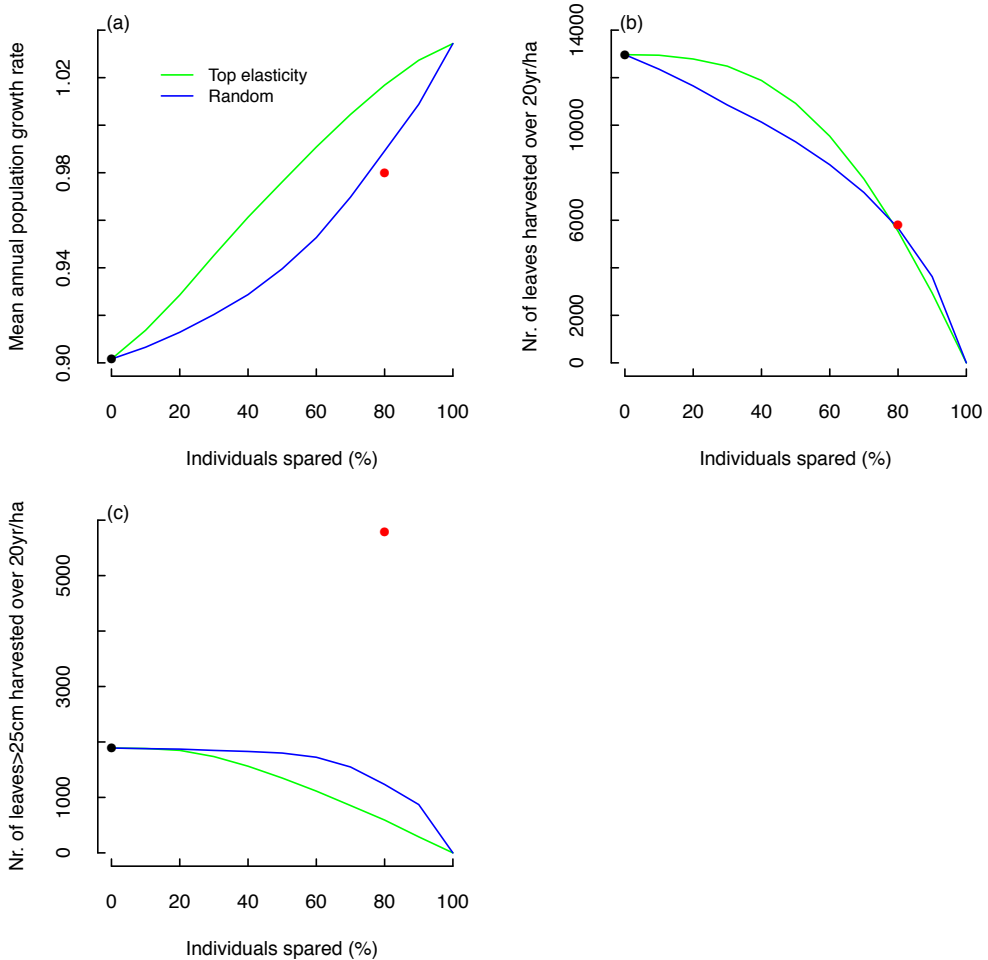 (a)
Mean annual population growth rate
1.02
0.98
0.94
0.90
Top elasticity
Random
0 20 40 60 80 100
Individuals spared (%)
(b)
Nr. of leaves harvested over 20yr/ha
14000
10000
6000
2000
0
0 20 40 60 80 100
Individuals spared (%)
(c)
Nr. of leaves>25cm harvested over 20yr/ha
5000
3000
1000
0
0 20 40 60 80 100
Individuals spared (%)